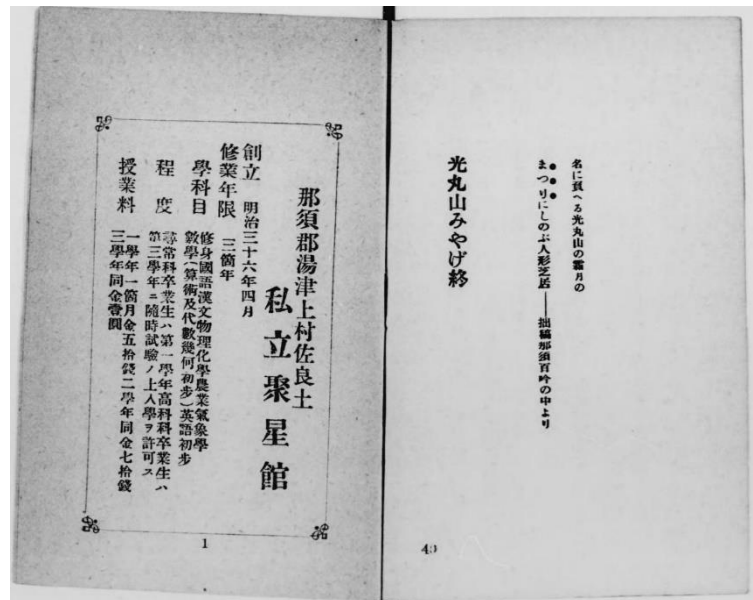 名に負へる光丸山の霜月の
まつりにしのぶ人形芝居——拙稿那須百吟の中より
光丸山みやげ終
49
那須郡湯津上村佐良土
私立聚星館
創立 明治三十六年四月
修業年限 三箇年
學科目 修身國語漢文物理化學農業氣象學
數學(算術及代數幾何初步)英語初步
程度 尋常科卒業生ハ第一學年高科科卒業生ハ
第三學年ニ隨時試驗ノ上入學ヲ許可ス
授業料 一學年一箇月金五拾錢二學年同金七拾錢
三學年同金壹圓
1